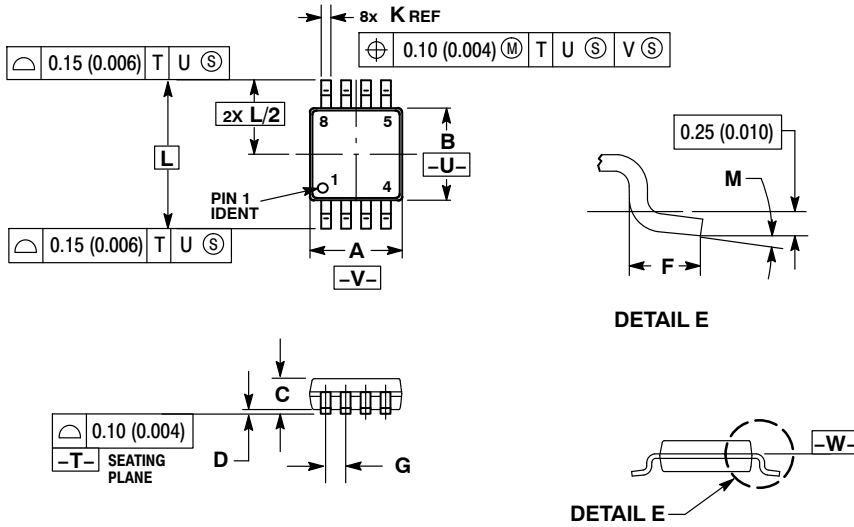 8x K REF
⌖ 0.10 (0.004) Ⓜ T U Ⓢ V Ⓢ
⌓ 0.15 (0.006) T U Ⓢ
2X L/2
8 5
B
-U-
L
PIN 1
IDENT
1
4
⌓ 0.15 (0.006) T U Ⓢ
A
-V-
0.25 (0.010)
M
F
DETAIL E
C
⌓ 0.10 (0.004)
-T- SEATING
PLANE
D
G
-W-
DETAIL E